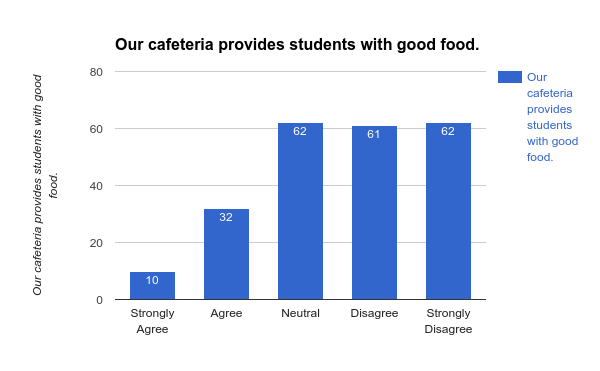 Our cafeteria provides students with good food.
Our cafeteria provides students with good
food.
80
60
40
20
0
10
32
62
61
62
Strongly
Agree
Agree
Neutral
Disagree
Strongly
Disagree
Our
cafeteria
provides
students
with good
food.